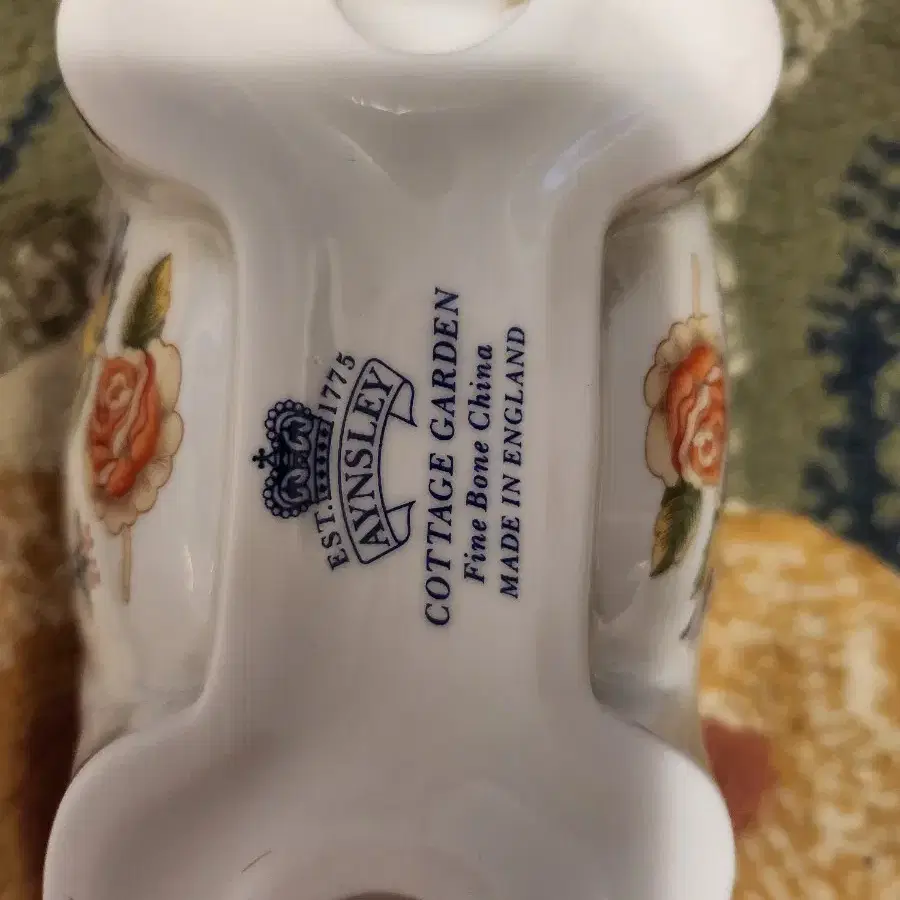 EST. 1775
AYNSLEY
COTTAGE GARDEN
Fine Bone China
MADE IN ENGLAND